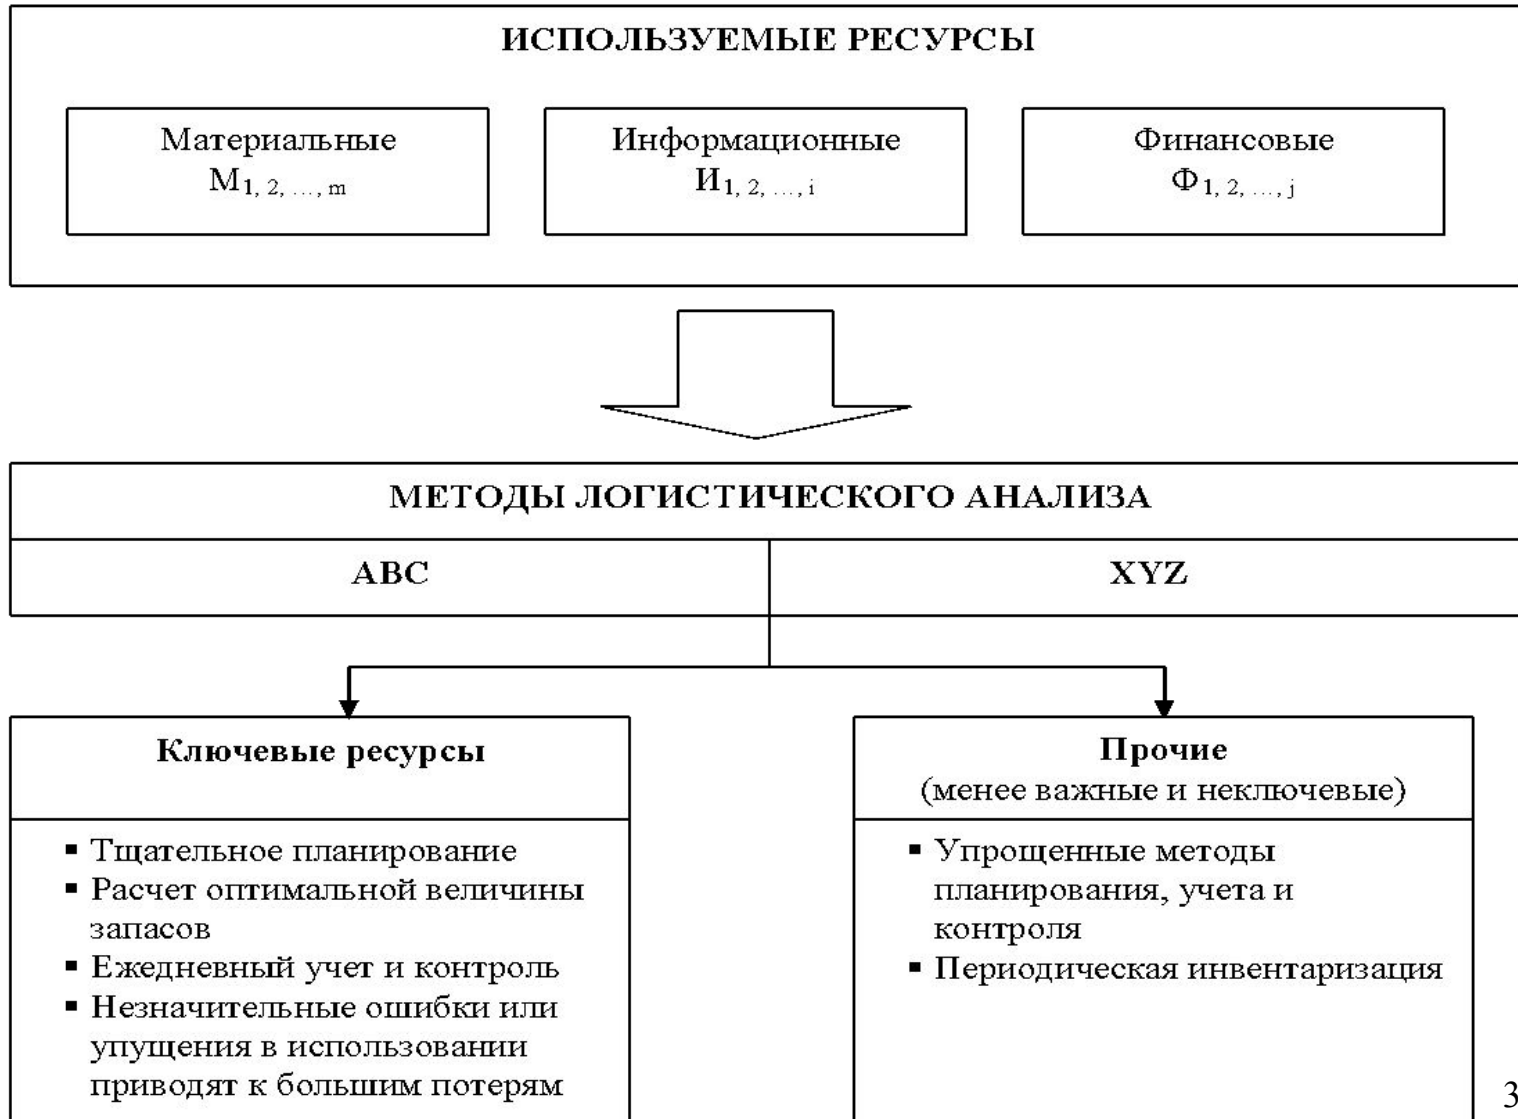 ИСПОЛЬЗУЕМЫЕ РЕСУРСЫ
Материальные
М1, 2, ..., m
Информационные
И1, 2, ..., i
Финансовые
Ф1, 2, ..., j
МЕТОДЫ ЛОГИСТИЧЕСКОГО АНАЛИЗА
ABC
XYZ
Ключевые ресурсы
▪ Тщательное планирование
▪ Расчет оптимальной величины
запасов
▪ Ежедневный учет и контроль
▪ Незначительные ошибки или
упущения в использовании
приводят к большим потерям
Прочие
(менее важные и неключевые)
▪ Упрощенные методы
планирования, учета и
контроля
▪ Периодическая инвентаризация
3